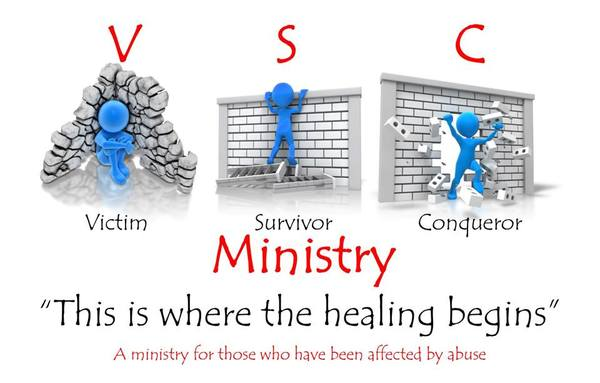 V S C
Victim Survivor Conqueror
Ministry
“This is where the healing begins”
A ministry for those who have been affected by abuse